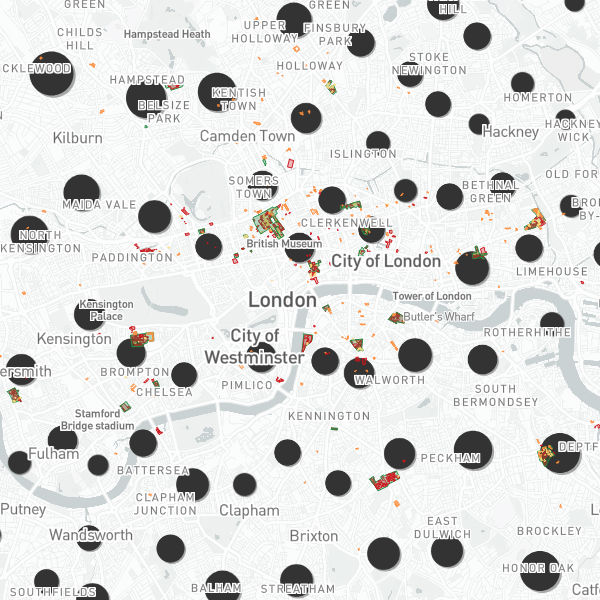 GREEN
HILL
CHILDS
HILL
Hampstead Heath
UPPER
HOLLOWAY
GREEN
FINSBURY
PARK
STOKE
NEWINGTON
CKLEWOOD
HAMPSTEAD
HOLLOWAY
BELSIZE
PARK
KENTISH
TOWN
HOMERTON
Kilburn
Camden Town
Hackney
HACKNEY
WICK
ISLINGTON
SOMERS
TOWN
BETHNAL
GREEN
OLD FOR
MAIDA VALE
BRO
BY-
CLERKENWELL
NORTH
KENSINGTON
PADDINGTON
British Museum
City of London
LIMEHOUSE
London
Tower of London
Kensington
Palace
Butler's Wharf
ROTHERHITHE
Kensington
City of
Westminster
ersmith
BROMPTON
CHELSEA
PIMLICO
WALWORTH
SOUTH
BERMONDSEY
Stamford
Bridge stadium
KENNINGTON
Fulham
BATTERSEA
PECKHAM
DEPTF
Putney
CLAPHAM
JUNCTION
Clapham
Wandsworth
Brixton
EAST
DULWICH
BROCKLEY
L
HONOR OAK
SOUTHFIELDS
BALHAM
STREATHAM
Catf